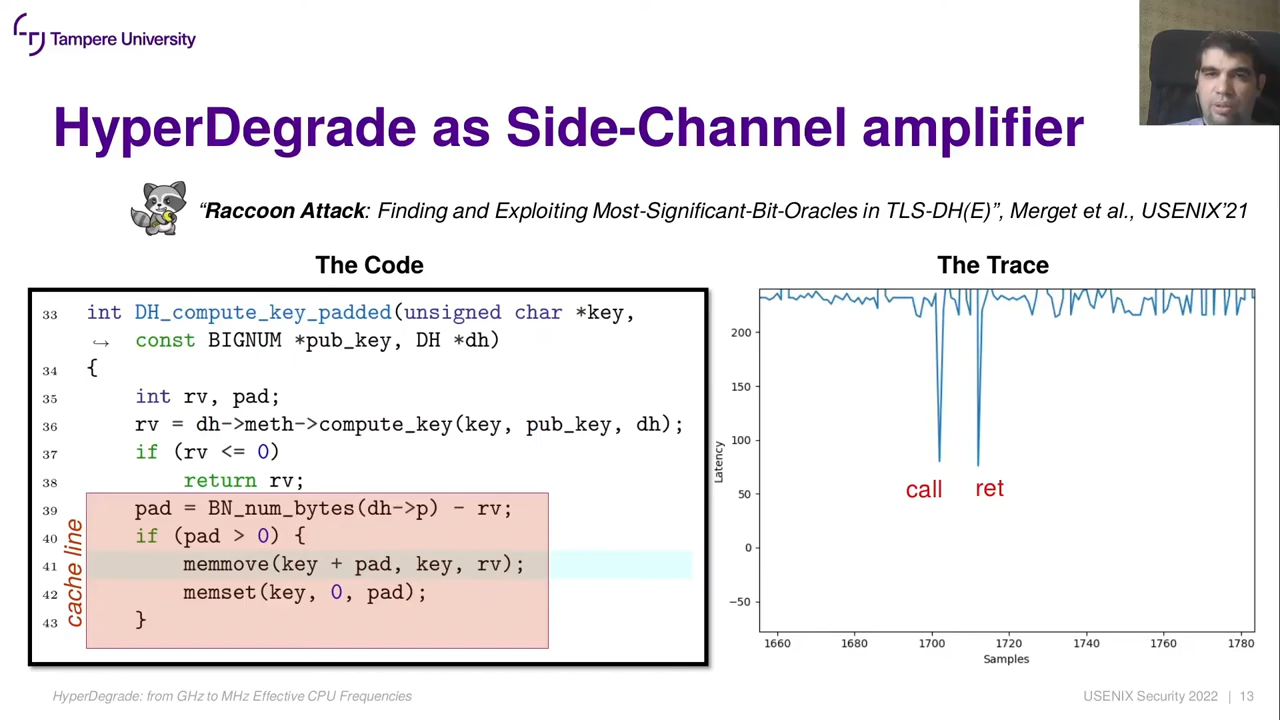 Tampere University
HyperDegrade as Side-Channel amplifier
“Raccoon Attack: Finding and Exploiting Most-Significant-Bit-Oracles in TLS-DH(E)”, Merget et al., USENIX’21
The Code
33 int DH_compute_key_padded(unsigned char *key,
↪ const BIGNUM *pub_key, DH *dh)
34 {
35 int rv, pad;
36 rv = dh->meth->compute_key(key, pub_key, dh);
37 if (rv <= 0)
38 return rv;
39 pad = BN_num_bytes(dh->p) - rv;
40 if (pad > 0) {
41 memmove(key + pad, key, rv);
42 memset(key, 0, pad);
43 }
cache line
The Trace
Latency
200
150
100
50
0
−50
call ret
1660 1680 1700 1720 1740 1760 1780
Samples
HyperDegrade: from GHz to MHz Effective CPU Frequencies
USENIX Security 2022 | 13